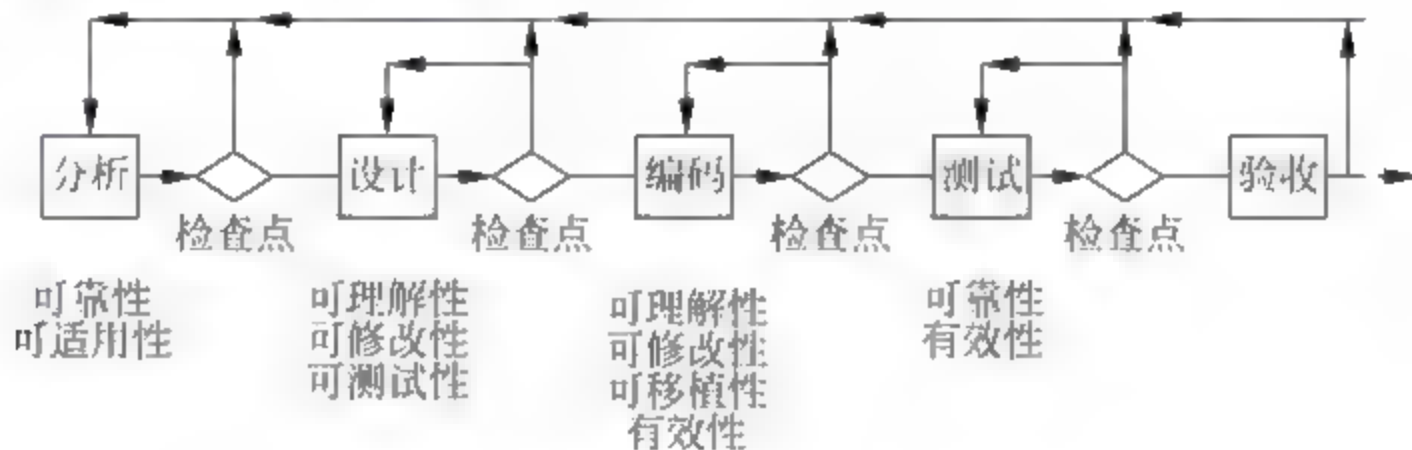 分析
设计
编码
测试
验收
检查点
检查点
检查点
检查点
可靠性
可适用性
可理解性
可修改性
可测试性
可理解性
可修改性
可移植性
有效性
可靠性
有效性